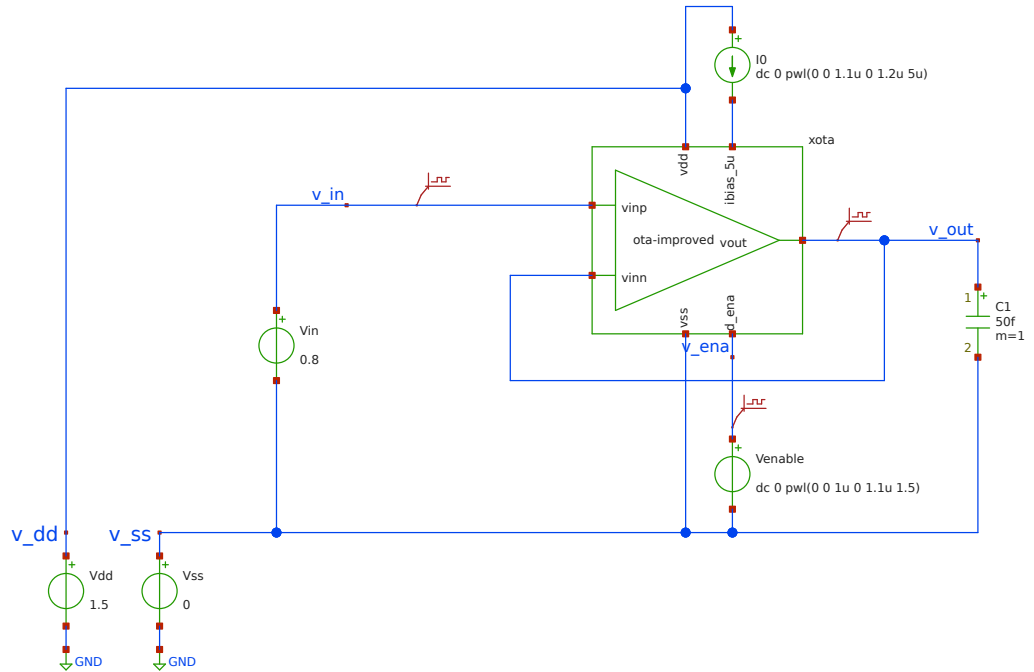 I0
dc 0 pwl(0 0 1.1u 0 1.2u 5u)
xota
vdd
ibias_5u
v_in
vinp
ota-improved
vout
v_out
vinn
vss
d_ena
v_ena
1
C1
50f
m=1
2
Vin
0.8
Venable
dc 0 pwl(0 0 1u 0 1.1u 1.5)
v_dd
v_ss
Vdd
1.5
Vss
0
GND
GND